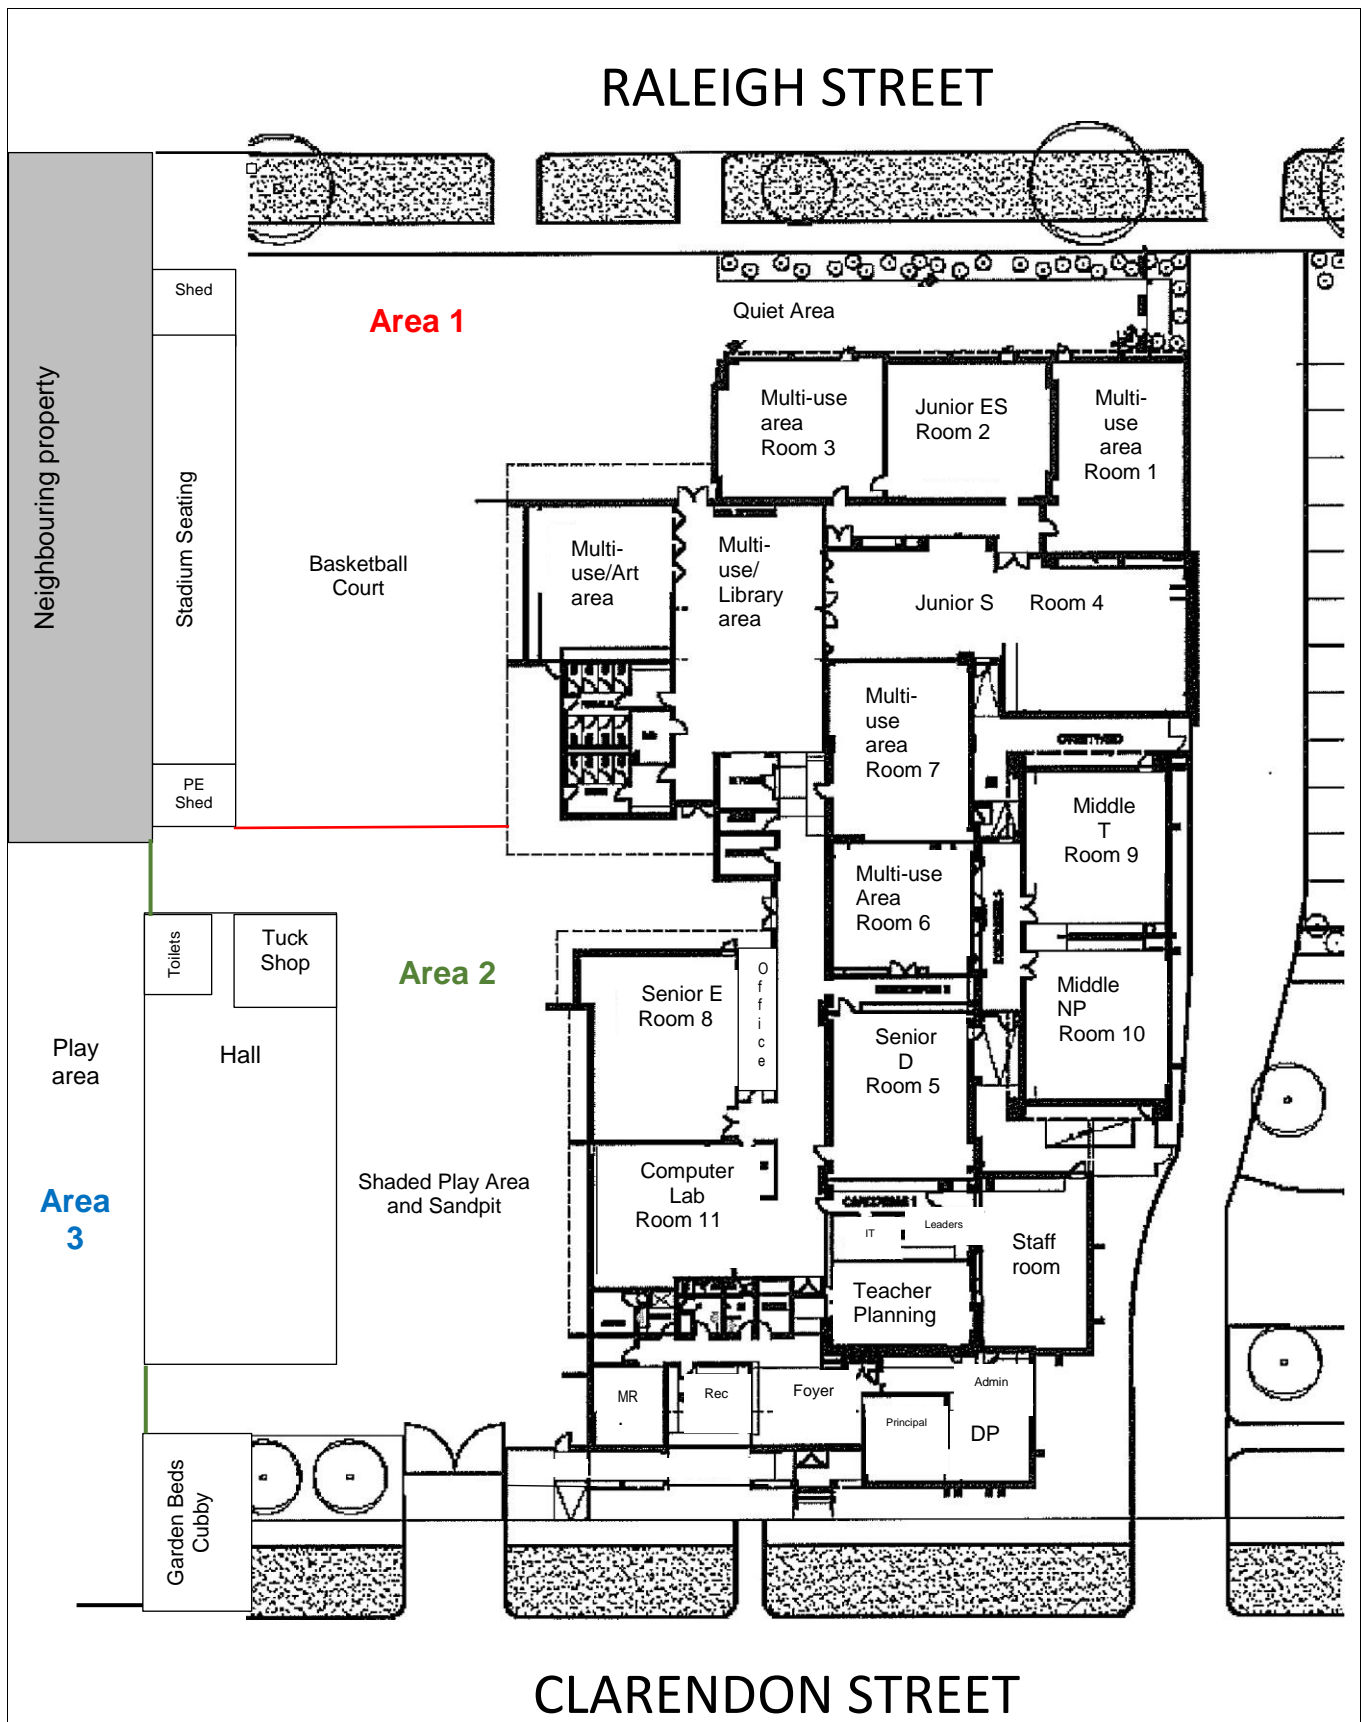 RALEIGH STREET
Neighbouring property
Shed
Area 1
Quiet Area
Stadium Seating
Basketball
Court
Multi-use
area
Room 3
Junior ES
Room 2
Multi-
use
area
Room 1
Multi-
use/Art
area
Multi-
use/
Library
area
Junior S Room 4
Multi-
use
area
Room 7
PE
Shed
Middle
T
Room 9
Multi-use
Area
Room 6
Toilets
Tuck
Shop
Area 2
Senior E
Room 8
Office
Middle
NP
Room 10
Play
area
Hall
Senior
D
Room 5
Area
3
Shaded Play Area
and Sandpit
Computer
Lab
Room 11
IT
Leaders
Staff
room
Teacher
Planning
MR
Rec
Foyer
Admin
Principal
DP
Garden Beds
Cubby
CLARENDON STREET